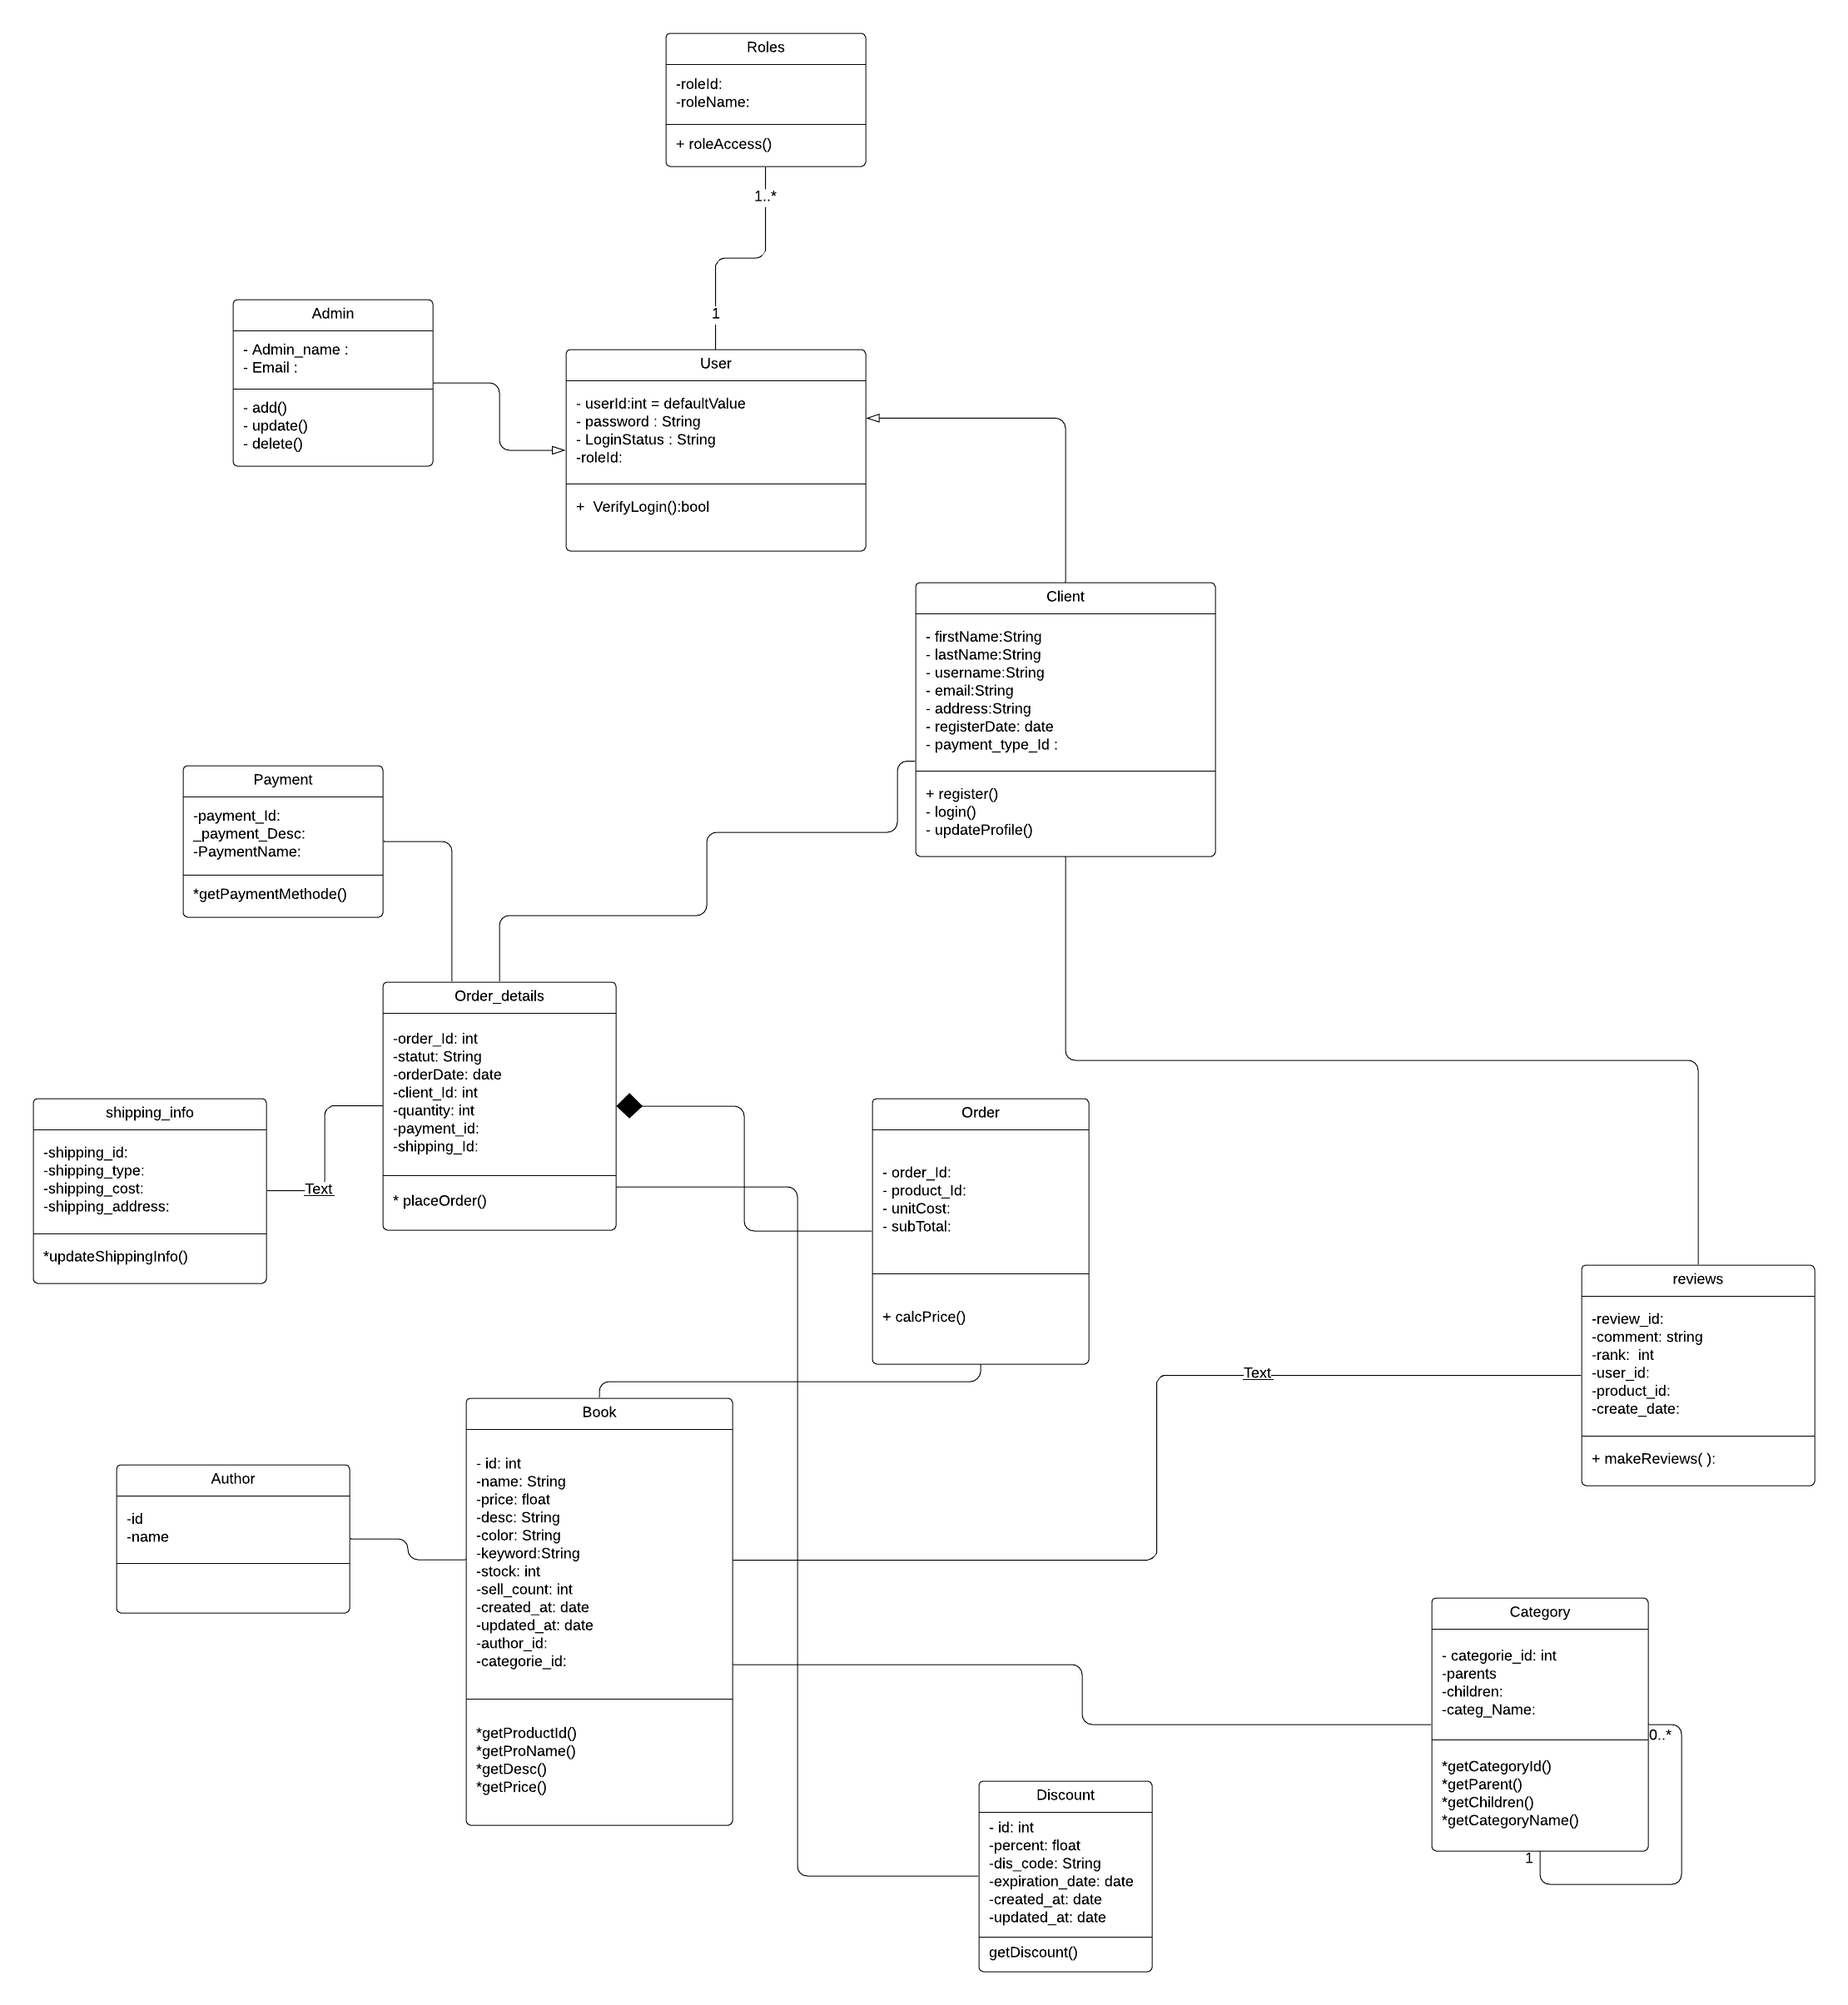 Roles
-roleId:
-roleName:
+ roleAccess()
1..*
1
Admin
- Admin_name :
- Email :
- add()
- update()
- delete()
User
- userId:int = defaultValue
- password : String
- LoginStatus : String
-roleId:
+  VerifyLogin():bool
Client
- firstName:String
- lastName:String
- username:String
- email:String
- address:String
- registerDate: date
- payment_type_Id :
+ register()
- login()
- updateProfile()
Payment
-payment_Id:
_payment_Desc:
-PaymentName:
*getPaymentMethode()
Order_details
-order_Id: int
-statut: String
-orderDate: date
-client_Id: int
-quantity: int
-payment_id:
-shipping_Id:
* placeOrder()
shipping_info
-shipping_id:
-shipping_type:
-shipping_cost:
-shipping_address:
*updateShippingInfo()
Text
Order
- order_Id:
- product_Id:
- unitCost:
- subTotal:
+ calcPrice()
reviews
-review_id:
-comment: string
-rank:  int
-user_id:
-product_id:
-create_date:
+ makeReviews( ):
Text
Book
- id: int
-name: String
-price: float
-desc: String
-color: String
-keyword:String
-stock: int
-sell_count: int
-created_at: date
-updated_at: date
-author_id:
-categorie_id:
*getProductId()
*getProName()
*getDesc()
*getPrice()
Author
-id
-name
Category
- categorie_id: int
-parents
-children:
-categ_Name:
*getCategoryId()
*getParent()
*getChildren()
*getCategoryName()
0..*
1
Discount
- id: int
-percent: float
-dis_code: String
-expiration_date: date
-created_at: date
-updated_at: date
getDiscount()